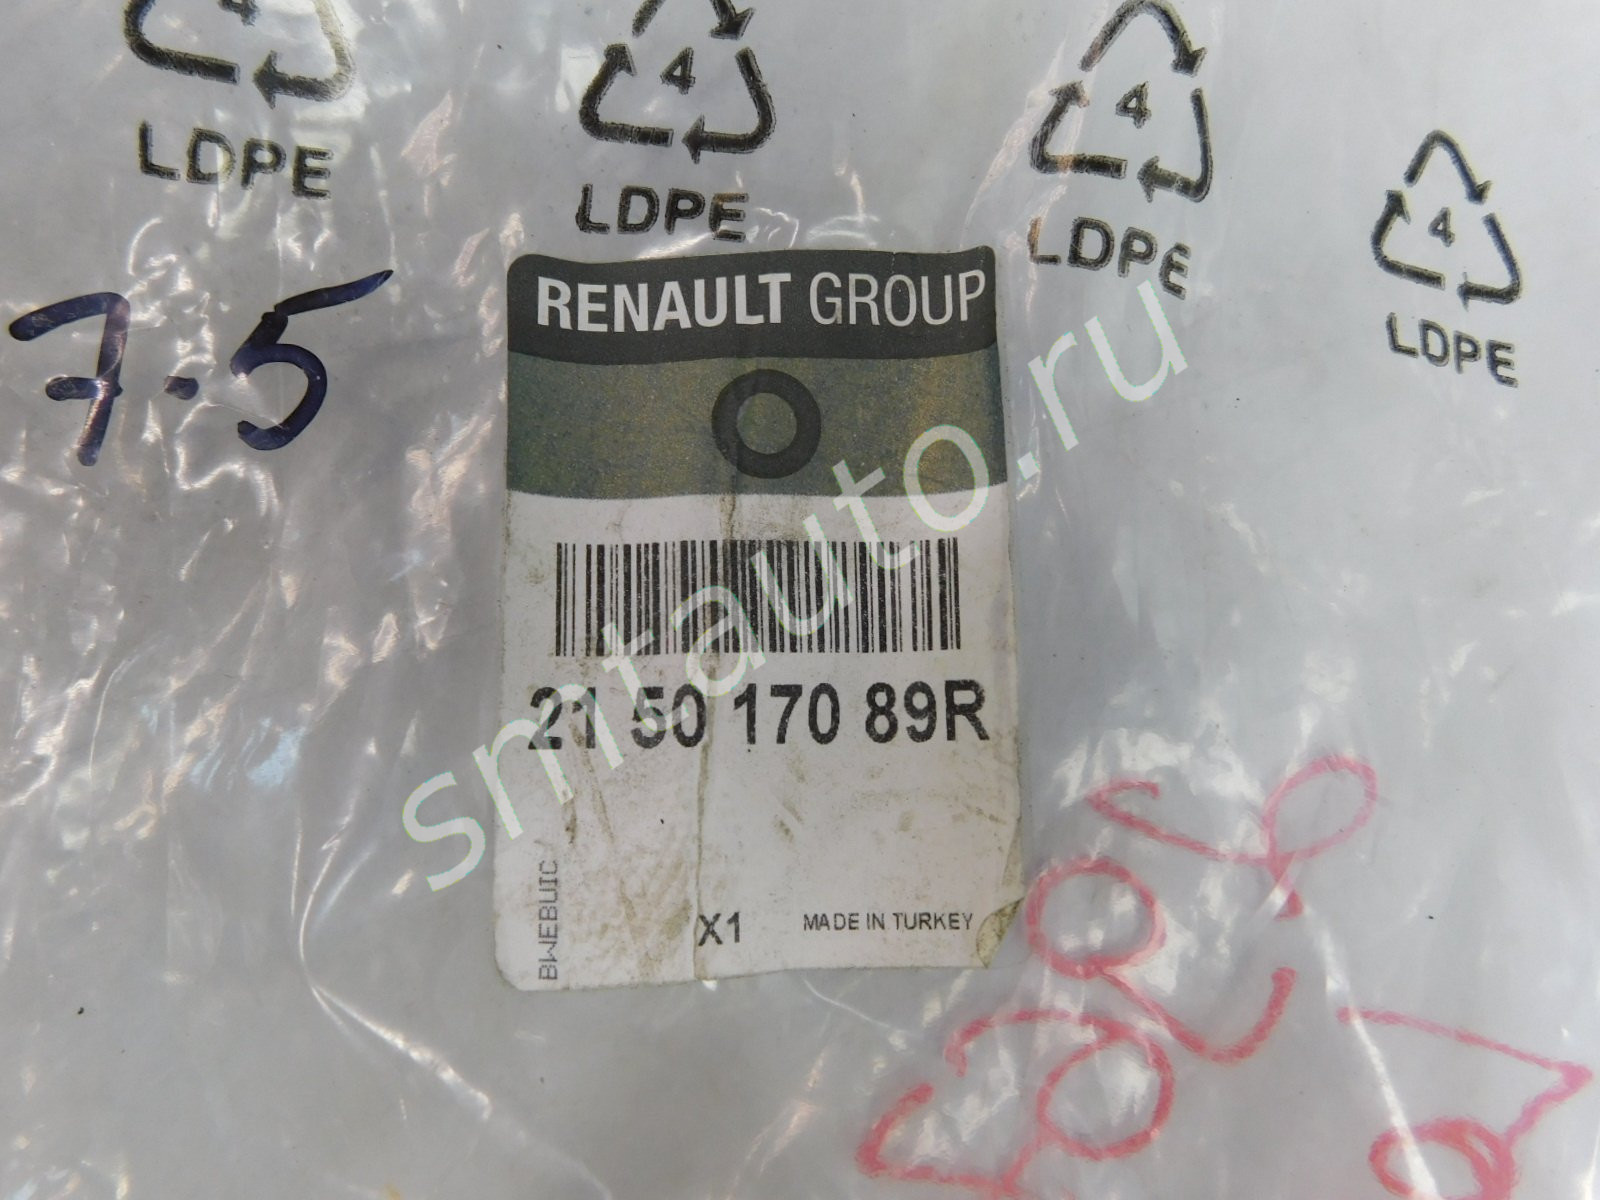 4
LDPE
4
LDPE
4
LDPE
4
LDPE
7-5
RENAULT GROUP
21 50 170 89R
BWEBUIC
X1
MADE IN TURKEY
smtauto.ru